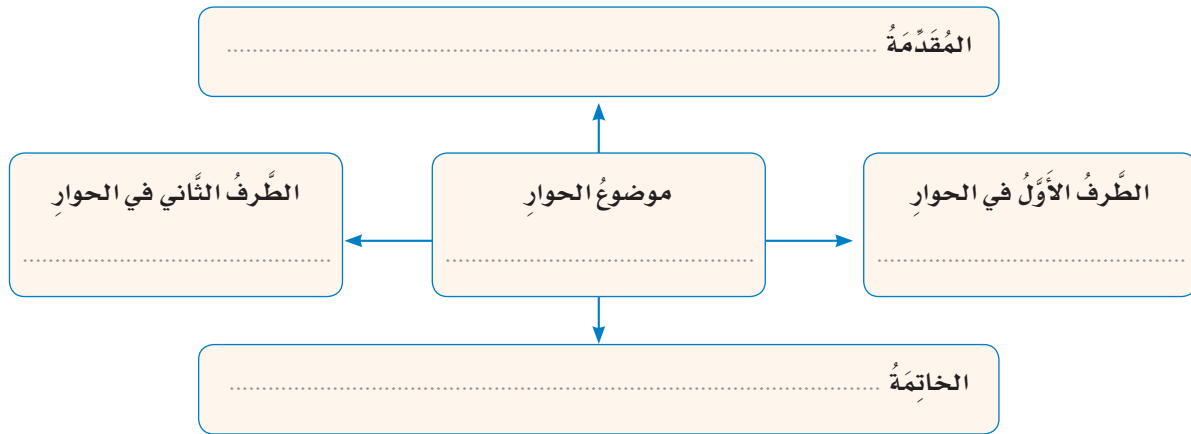 المُقَدِّمَةُ ......................................................................................................
الطَّرفُ الأَوَّلُ في الحوارِ
..............................................
موضوعُ الحوارِ
..............................................
الطَّرفُ الثَّاني في الحوارِ
..............................................
الخاتِمَةُ ......................................................................................................